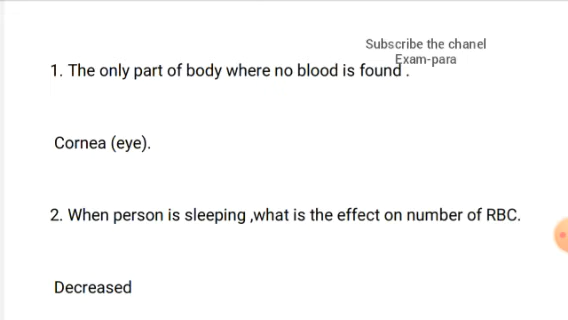 Subscribe the chanel
Exam-para
1. The only part of body where no blood is found .
Cornea (eye).
2. When person is sleeping ,what is the effect on number of RBC.
Decreased